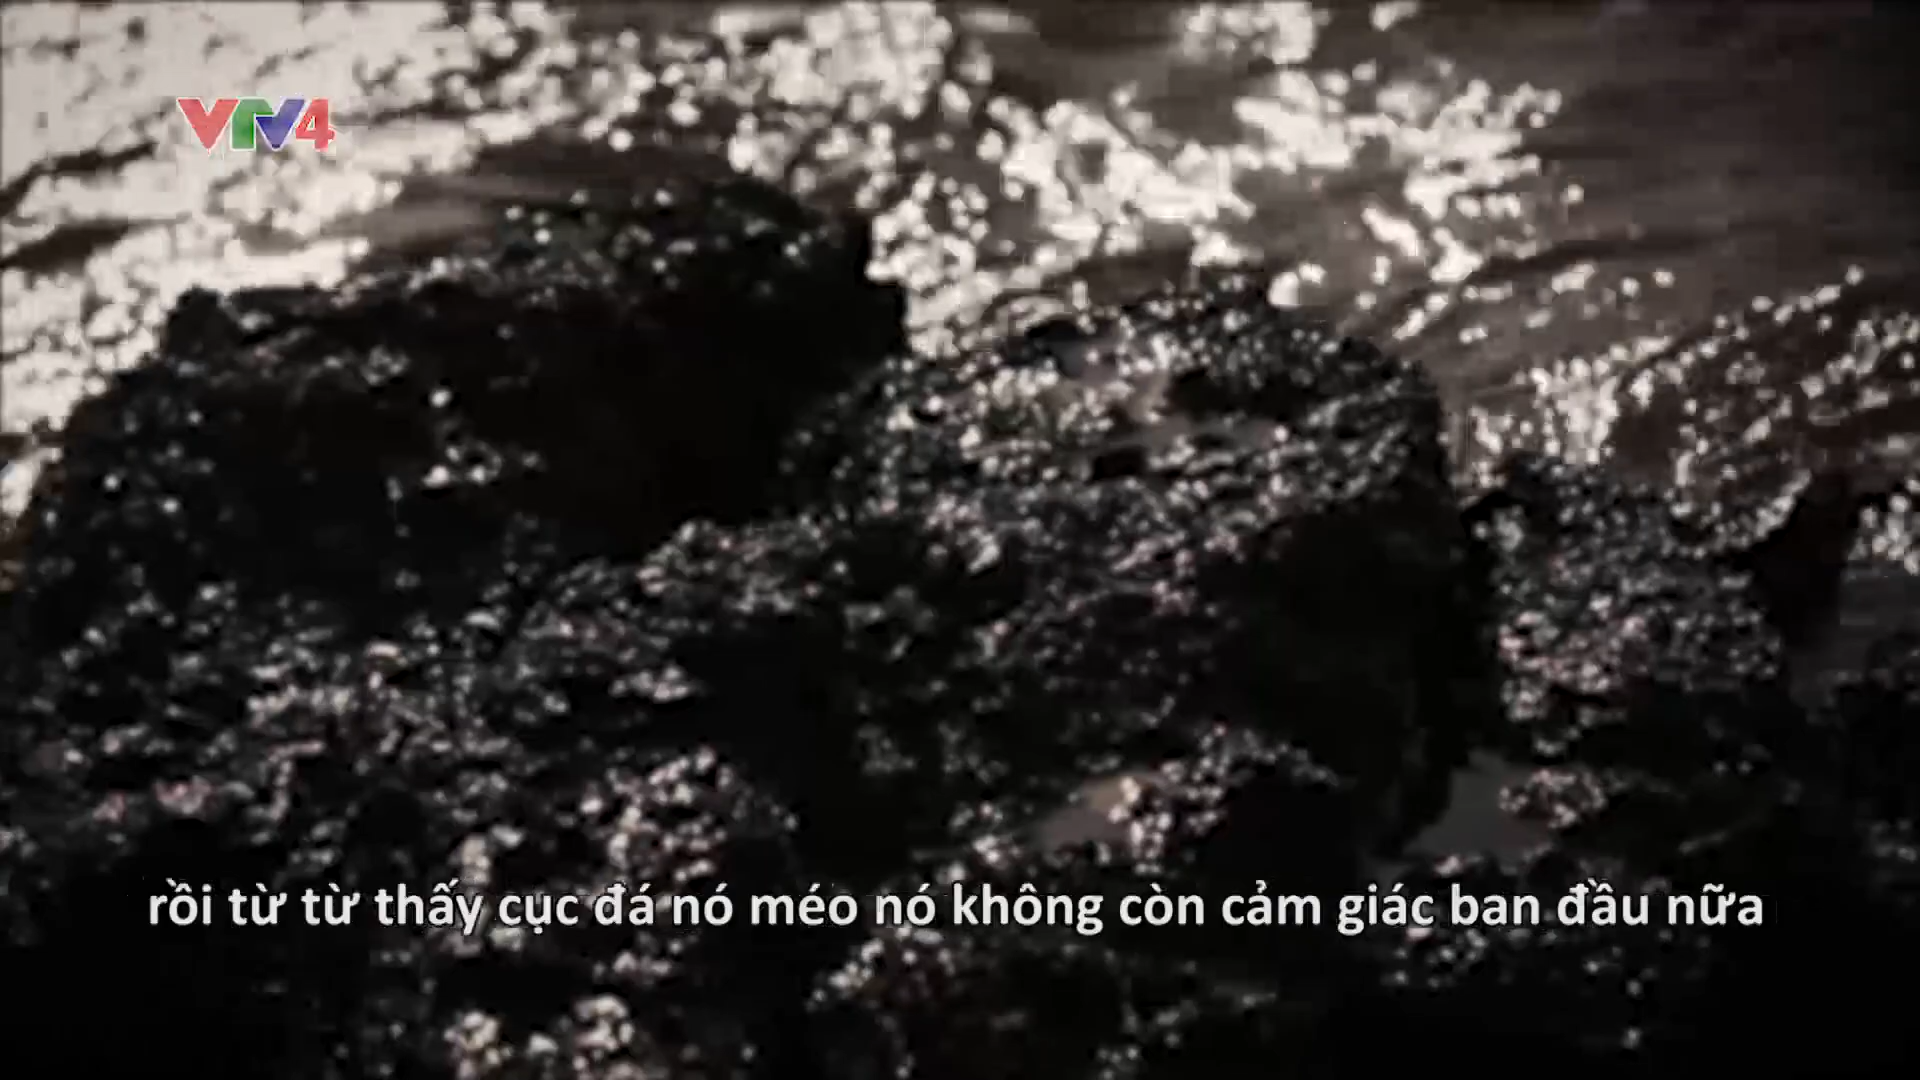 VTV4
rồi từ từ thấy cục đá nó méo nó không còn cảm giác ban đầu nữa